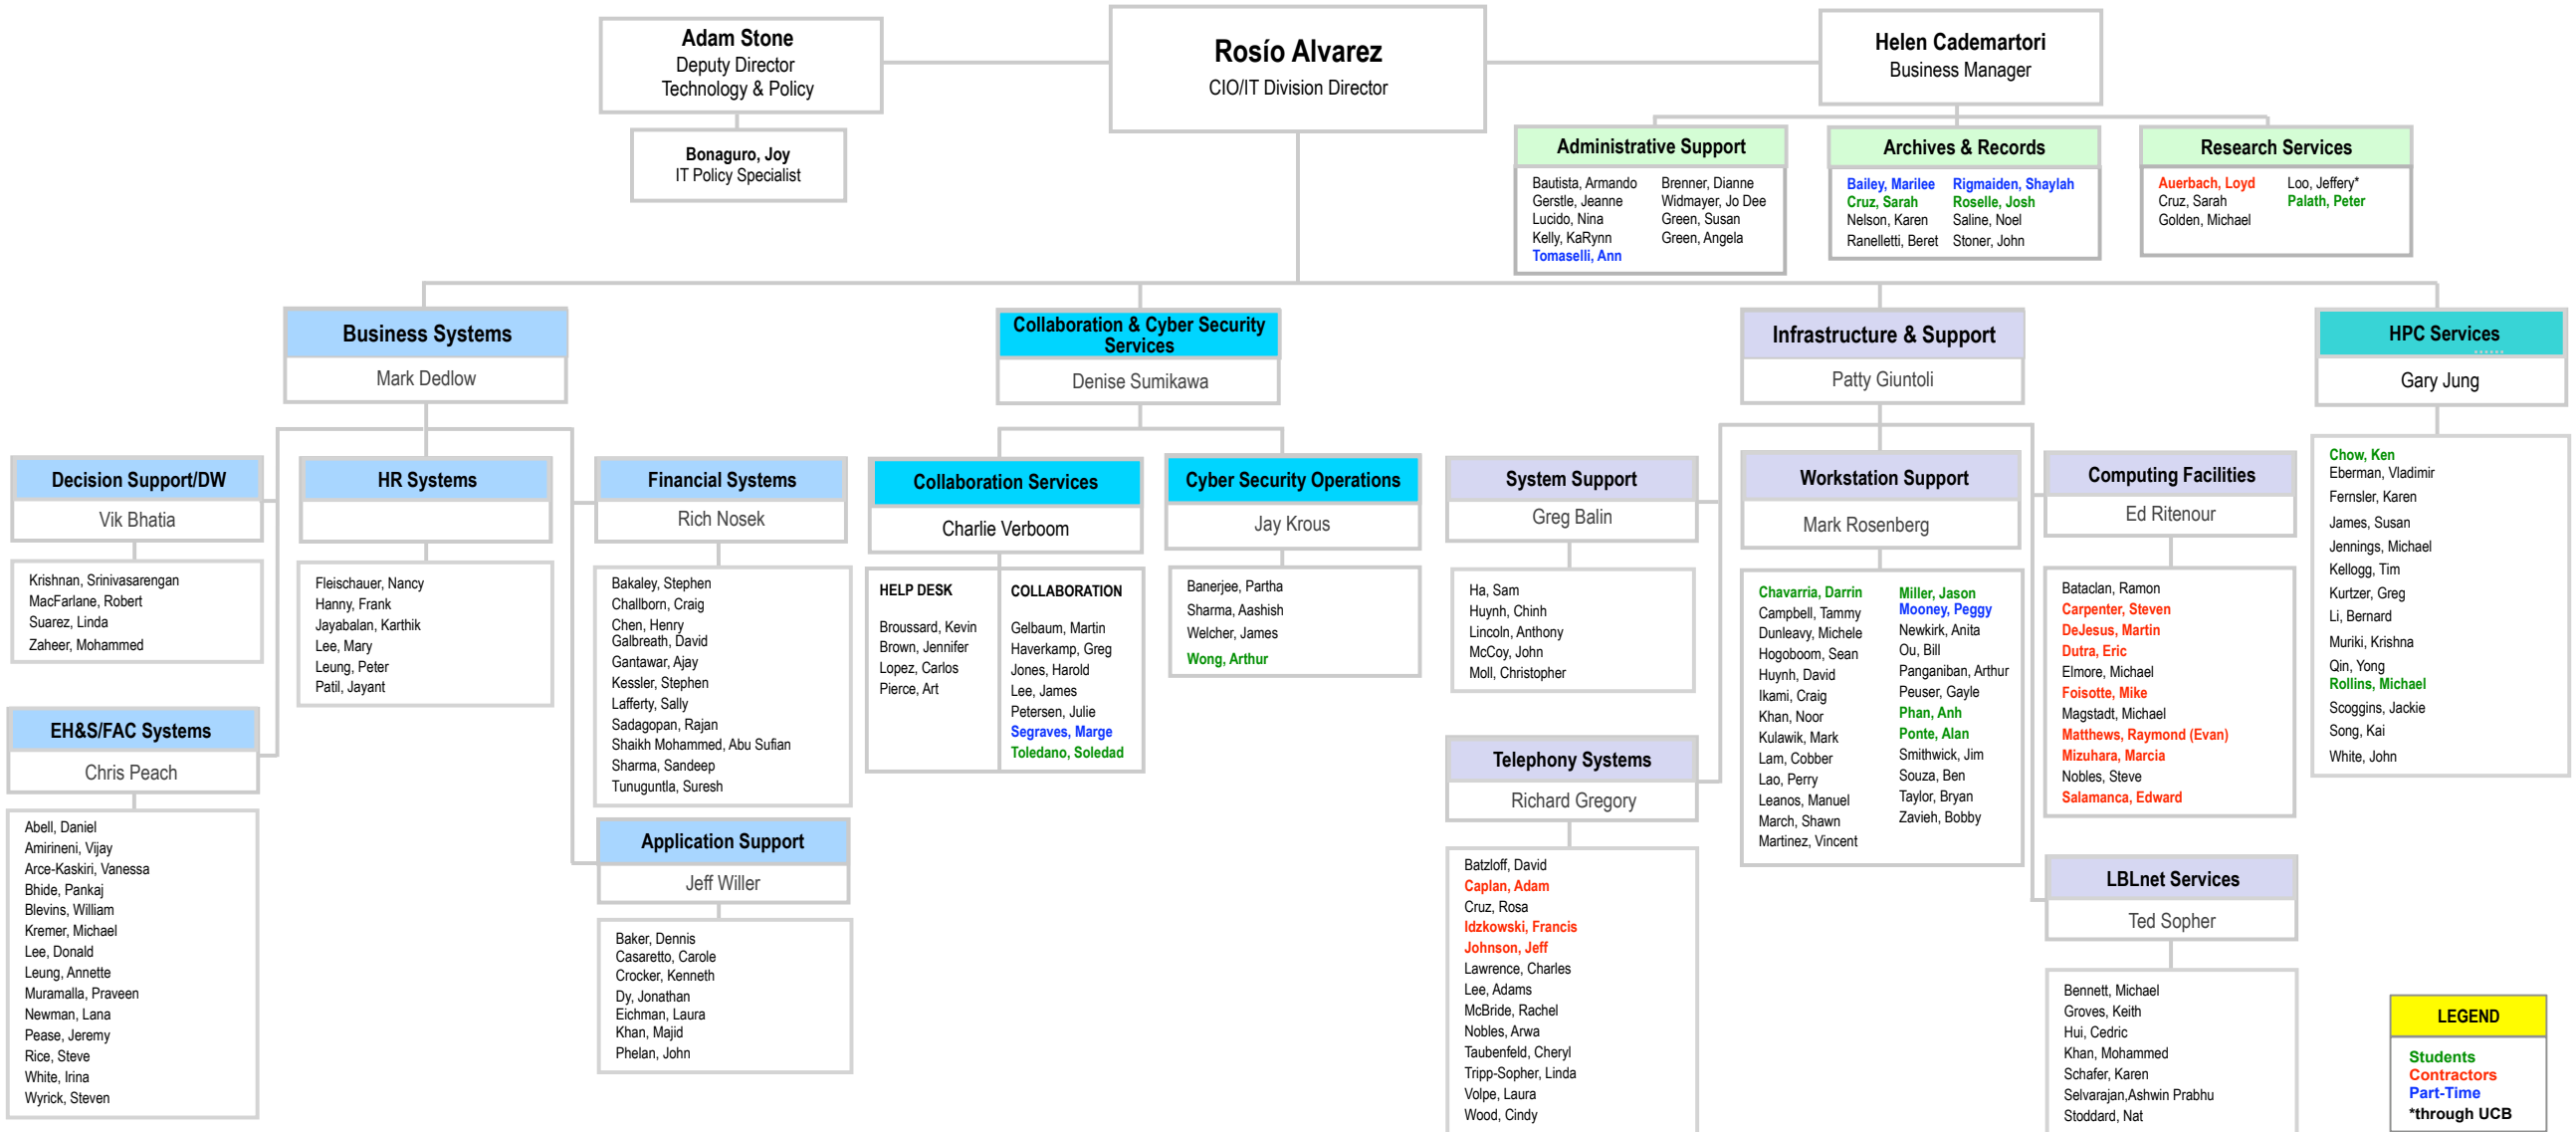 Adam Stone
Deputy Director
Technology & Policy
Bonaguro, Joy
IT Policy Specialist
Rosío Alvarez
CIO/IT Division Director
Helen Cademartori
Business Manager
Administrative Support
Bautista, Armando
Gerstle, Jeanne
Lucido, Nina
Kelly, KaRynn
Tomaselli, Ann
Brenner, Dianne
Widmayer, Jo Dee
Green, Susan
Green, Angela
Archives & Records
Bailey, Marilee
Cruz, Sarah
Nelson, Karen
Ranelletti, Beret
Rigmaiden, Shaylah
Roselle, Josh
Saline, Noel
Stoner, John
Research Services
Auerbach, Loyd
Cruz, Sarah
Golden, Michael
Loo, Jeffery*
Palath, Peter
Business Systems
Mark Dedlow
Decision Support/DW
Vik Bhatia
Krishnan, Srinivasarengan
MacFarlane, Robert
Suarez, Linda
Zaheer, Mohammed
EH&S/FAC Systems
Chris Peach
Abell, Daniel
Amirineni, Vijay
Arce-Kaskiri, Vanessa
Bhide, Pankaj
Blevins, William
Kremer, Michael
Lee, Donald
Leung, Annette
Muramalla, Praveen
Newman, Lana
Pease, Jeremy
Rice, Steve
White, Irina
Wyrick, Steven
HR Systems
Fleischauer, Nancy
Hanny, Frank
Jayabalan, Karthik
Lee, Mary
Leung, Peter
Patil, Jayant
Financial Systems
Rich Nosek
Bakaley, Stephen
Challborn, Craig
Chen, Henry
Galbreath, David
Gantawar, Ajay
Kessler, Stephen
Lafferty, Sally
Sadagopan, Rajan
Shaikh Mohammed, Abu Sufian
Sharma, Sandeep
Tunuguntla, Suresh
Application Support
Jeff Willer
Baker, Dennis
Casaretto, Carole
Crocker, Kenneth
Dy, Jonathan
Eichman, Laura
Khan, Majid
Phelan, John
Collaboration & Cyber Security
Services
Denise Sumikawa
Collaboration Services
Charlie Verboom
HELP DESK
Broussard, Kevin
Brown, Jennifer
Lopez, Carlos
Pierce, Art
COLLABORATION
Gelbaum, Martin
Haverkamp, Greg
Jones, Harold
Lee, James
Petersen, Julie
Segraves, Marge
Toledano, Soledad
Cyber Security Operations
Jay Krous
Banerjee, Partha
Sharma, Aashish
Welcher, James
Wong, Arthur
Infrastructure & Support
Patty Giuntoli
System Support
Greg Balin
Ha, Sam
Huynh, Chinh
Lincoln, Anthony
McCoy, John
Moll, Christopher
Telephony Systems
Richard Gregory
Batzloff, David
Caplan, Adam
Cruz, Rosa
Idzkowski, Francis
Johnson, Jeff
Lawrence, Charles
Lee, Adams
McBride, Rachel
Nobles, Arwa
Taubenfeld, Cheryl
Tripp-Sopher, Linda
Volpe, Laura
Wood, Cindy
Workstation Support
Mark Rosenberg
Chavarria, Darrin
Campbell, Tammy
Dunleavy, Michele
Hogoboom, Sean
Huynh, David
Ikami, Craig
Khan, Noor
Kulawik, Mark
Lam, Cobber
Lao, Perry
Leanos, Manuel
March, Shawn
Martinez, Vincent
Miller, Jason
Mooney, Peggy
Newkirk, Anita
Ou, Bill
Panganiban, Arthur
Peuser, Gayle
Phan, Anh
Ponte, Alan
Smithwick, Jim
Souza, Ben
Taylor, Bryan
Zavieh, Bobby
Computing Facilities
Ed Ritenour
Bataclan, Ramon
Carpenter, Steven
DeJesus, Martin
Dutra, Eric
Elmore, Michael
Foisotte, Mike
Magstadt, Michael
Matthews, Raymond (Evan)
Mizuhara, Marcia
Nobles, Steve
Salamanca, Edward
LBLnet Services
Ted Sopher
Bennett, Michael
Groves, Keith
Hui, Cedric
Khan, Mohammed
Schafer, Karen
Selvarajan,Ashwin Prabhu
Stoddard, Nat
HPC Services
Gary Jung
Chow, Ken
Eberman, Vladimir
Fernsler, Karen
James, Susan
Jennings, Michael
Kellogg, Tim
Kurtzer, Greg
Li, Bernard
Muriki, Krishna
Qin, Yong
Rollins, Michael
Scoggins, Jackie
Song, Kai
White, John
LEGEND
Students
Contractors
Part-Time
*through UCB